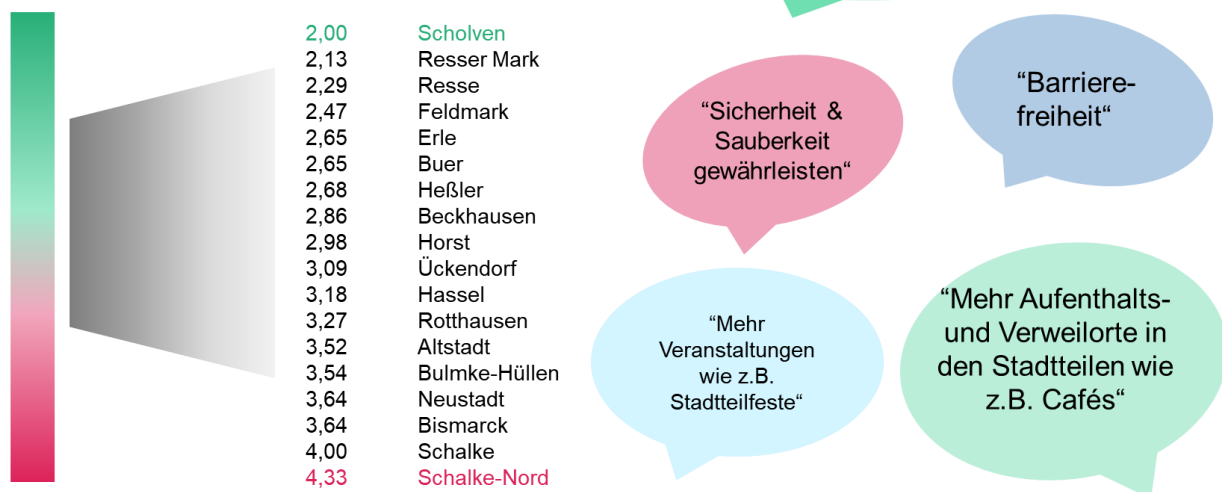 2,00 Scholven
2,13 Resser Mark
2,29 Resse
2,47 Feldmark
2,65 Erle
2,65 Buer
2,68 Heßler
2,86 Beckhausen
2,98 Horst
3,09 Ückendorf
3,18 Hassel
3,27 Rotthausen
3,52 Altstadt
3,54 Bulmke-Hüllen
3,64 Neustadt
3,64 Bismarck
4,00 Schalke
4,33 Schalke-Nord
“Sicherheit &
Sauberkeit
gewährleisten“
“Barriere-
freiheit“
“Mehr
Veranstaltungen
wie z.B.
Stadtteilfeste“
“Mehr Aufenthalts-
und Verweilorte in
den Stadtteilen wie
z.B. Cafés“